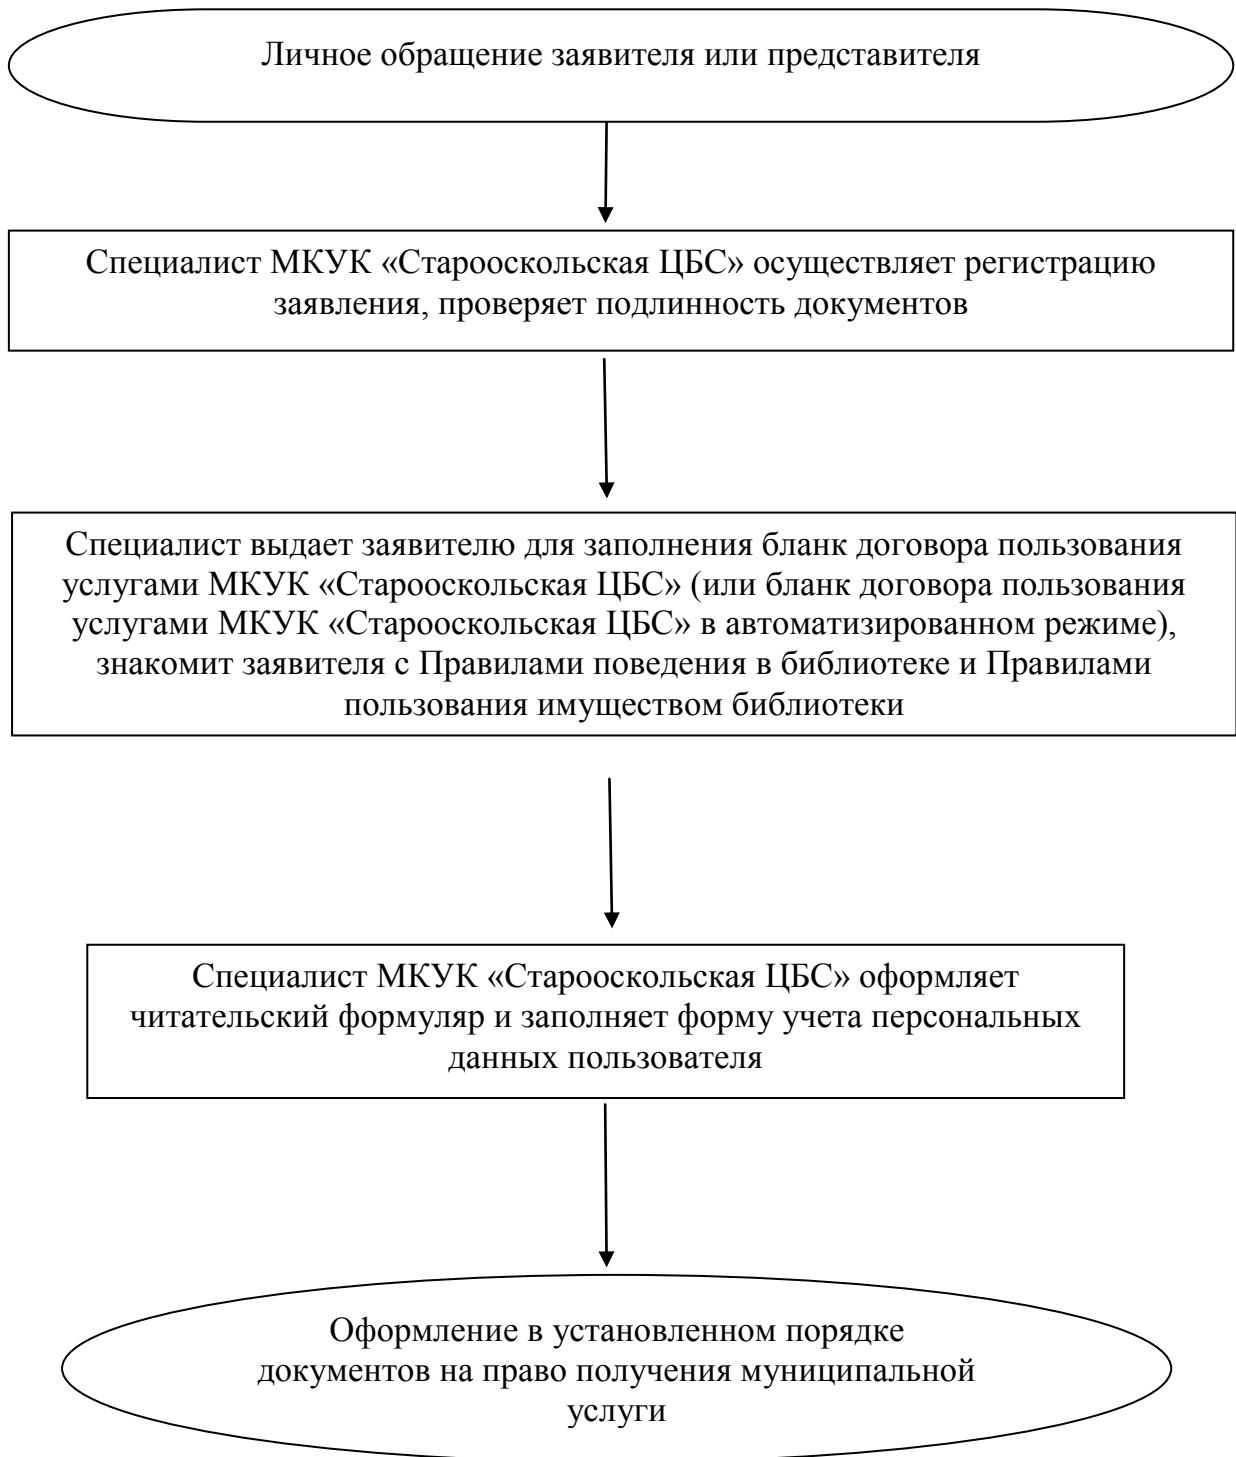 Личное обращение заявителя или представителя
Специалист МКУК «Старооскольская ЦБС» осуществляет регистрацию
заявления, проверяет подлинность документов
Специалист выдает заявителю для заполнения бланк договора пользования
услугами МКУК «Старооскольская ЦБС» (или бланк договора пользования
услугами МКУК «Старооскольская ЦБС» в автоматизированном режиме),
знакомит заявителя с Правилами поведения в библиотеке и Правилами
пользования имуществом библиотеки
Специалист МКУК «Старооскольская ЦБС» оформляет
читательский формуляр и заполняет форму учета персональных
данных пользователя
Оформление в установленном порядке
документов на право получения муниципальной
услуги